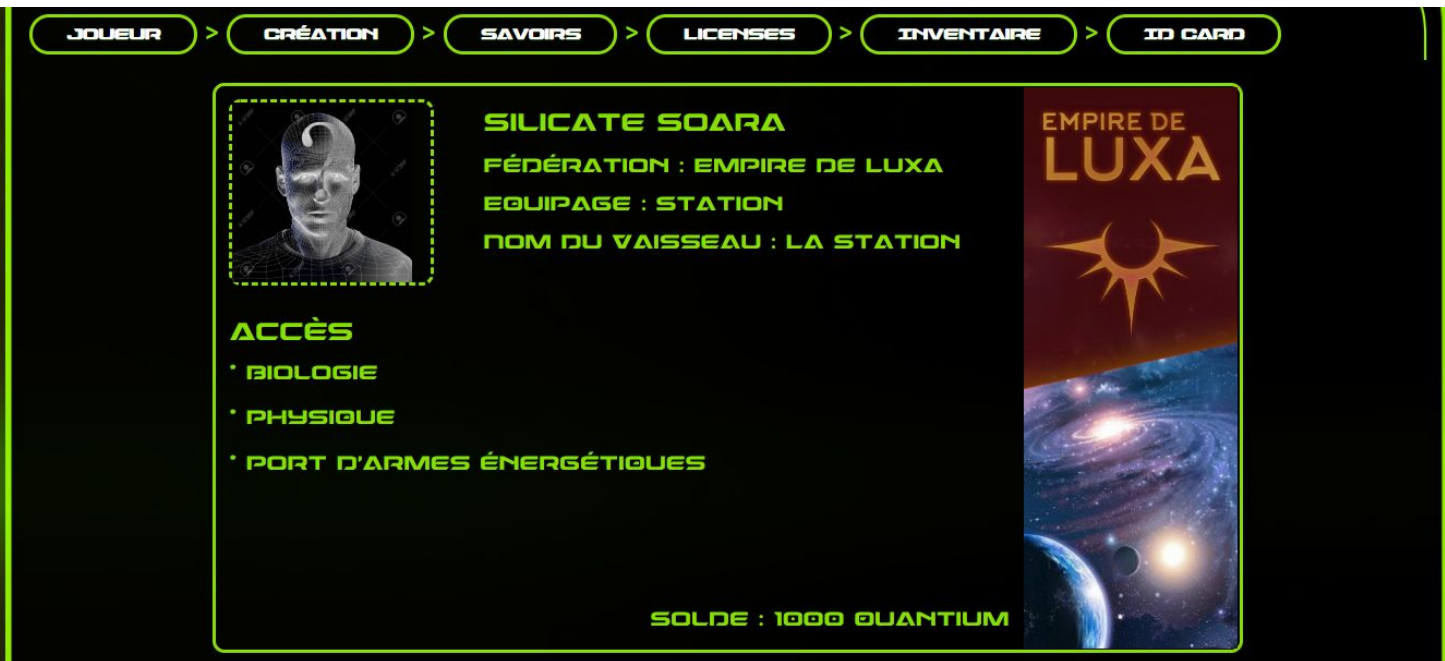 JOUEUR > CRÉATION > SAVOIRS > LICENSES > INVENTAIRE > ID CARD
SILICATE SOARA
FÉDÉRATION : EMPIRE DE LUXA
EQUIPAGE : STATION
NOM DU VAISSEAU : LA STATION
EMPIRE DE
LUXA
ACCÈS
* BIOLOGIE
* PHYSIQUE
* PORT D'ARMES ÉNERGÉTIQUES
SOLDE : 1000 QUANTIUM